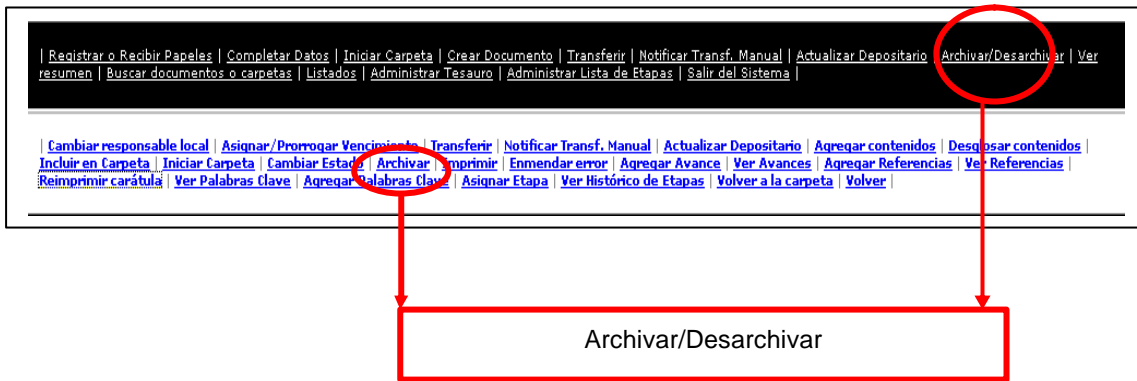 | Registrar o Recibir Papeles | Completar Datos | Iniciar Carpeta | Crear Documento | Transferir | Notificar Transf. Manual | Actualizar Depositario | Archivar/Desarchivar | Ver
resumen | Buscar documentos o carpetas | Listados | Administrar Tesauro | Administrar Lista de Etapas | Salir del Sistema |
| Cambiar responsable local | Asignar/Prorrogar Vencimiento | Transferir | Notificar Transf. Manual | Actualizar Depositario | Agregar contenidos | Desglosar contenidos |
Incluir en Carpeta | Iniciar Carpeta | Cambiar Estado | Archivar | Imprimir | Enmendar error | Agregar Avance | Ver Avances | Agregar Referencias | Ver Referencias |
Reimprimir carátula | Ver Palabras Clave | Agregar Palabras Clave | Asignar Etapa | Ver Histórico de Etapas | Volver a la carpeta | Volver |
Archivar/Desarchivar